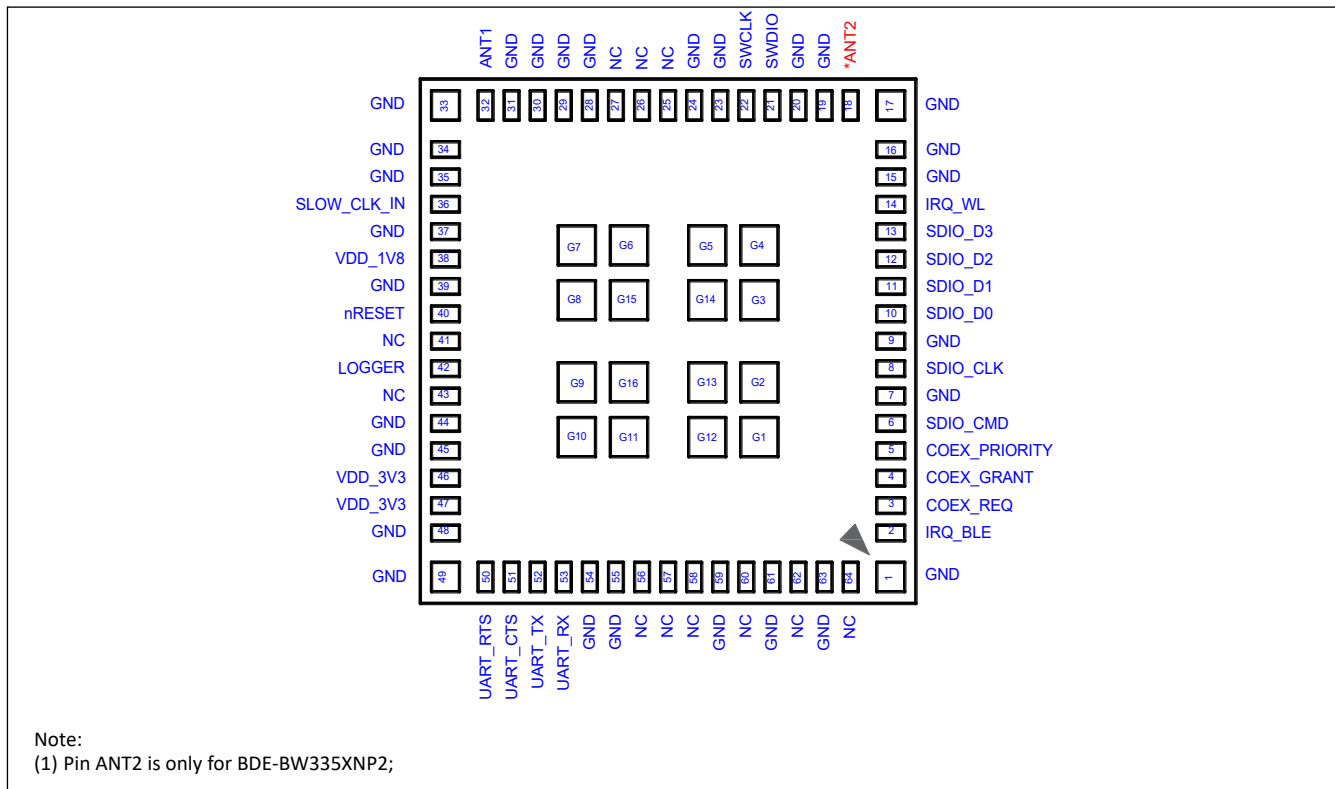 ANT1 GND GND GND GND NC NC NC GND GND SWCLK SWDIO GND GND *ANT2
GND 33 32 31 30 29 28 27 26 25 24 23 22 21 20 19 18 17 GND
GND 34 16 GND
GND 35 15 GND
SLOW_CLK_IN 36 14 IRQ_WL
GND 37 G7 G6 G5 G4 13 SDIO_D3
VDD_1V8 38 12 SDIO_D2
GND 39 11 SDIO_D1
G8 G15 G14 G3
nRESET 40 10 SDIO_D0
NC 41 9 GND
LOGGER 42 8 SDIO_CLK
G9 G16 G13 G2
NC 43 7 GND
GND 44 6 SDIO_CMD
G10 G11 G12 G1
GND 45 5 COEX_PRIORITY
VDD_3V3 46 4 COEX_GRANT
VDD_3V3 47 3 COEX_REQ
GND 48 2 IRQ_BLE
GND 49 50 51 52 53 54 55 56 57 58 59 60 61 62 63 64 1 GND
UART_RTS UART_CTS UART_TX UART_RX GND GND NC NC NC GND NC GND NC GND NC
Note:
(1) Pin ANT2 is only for BDE-BW335XNP2;